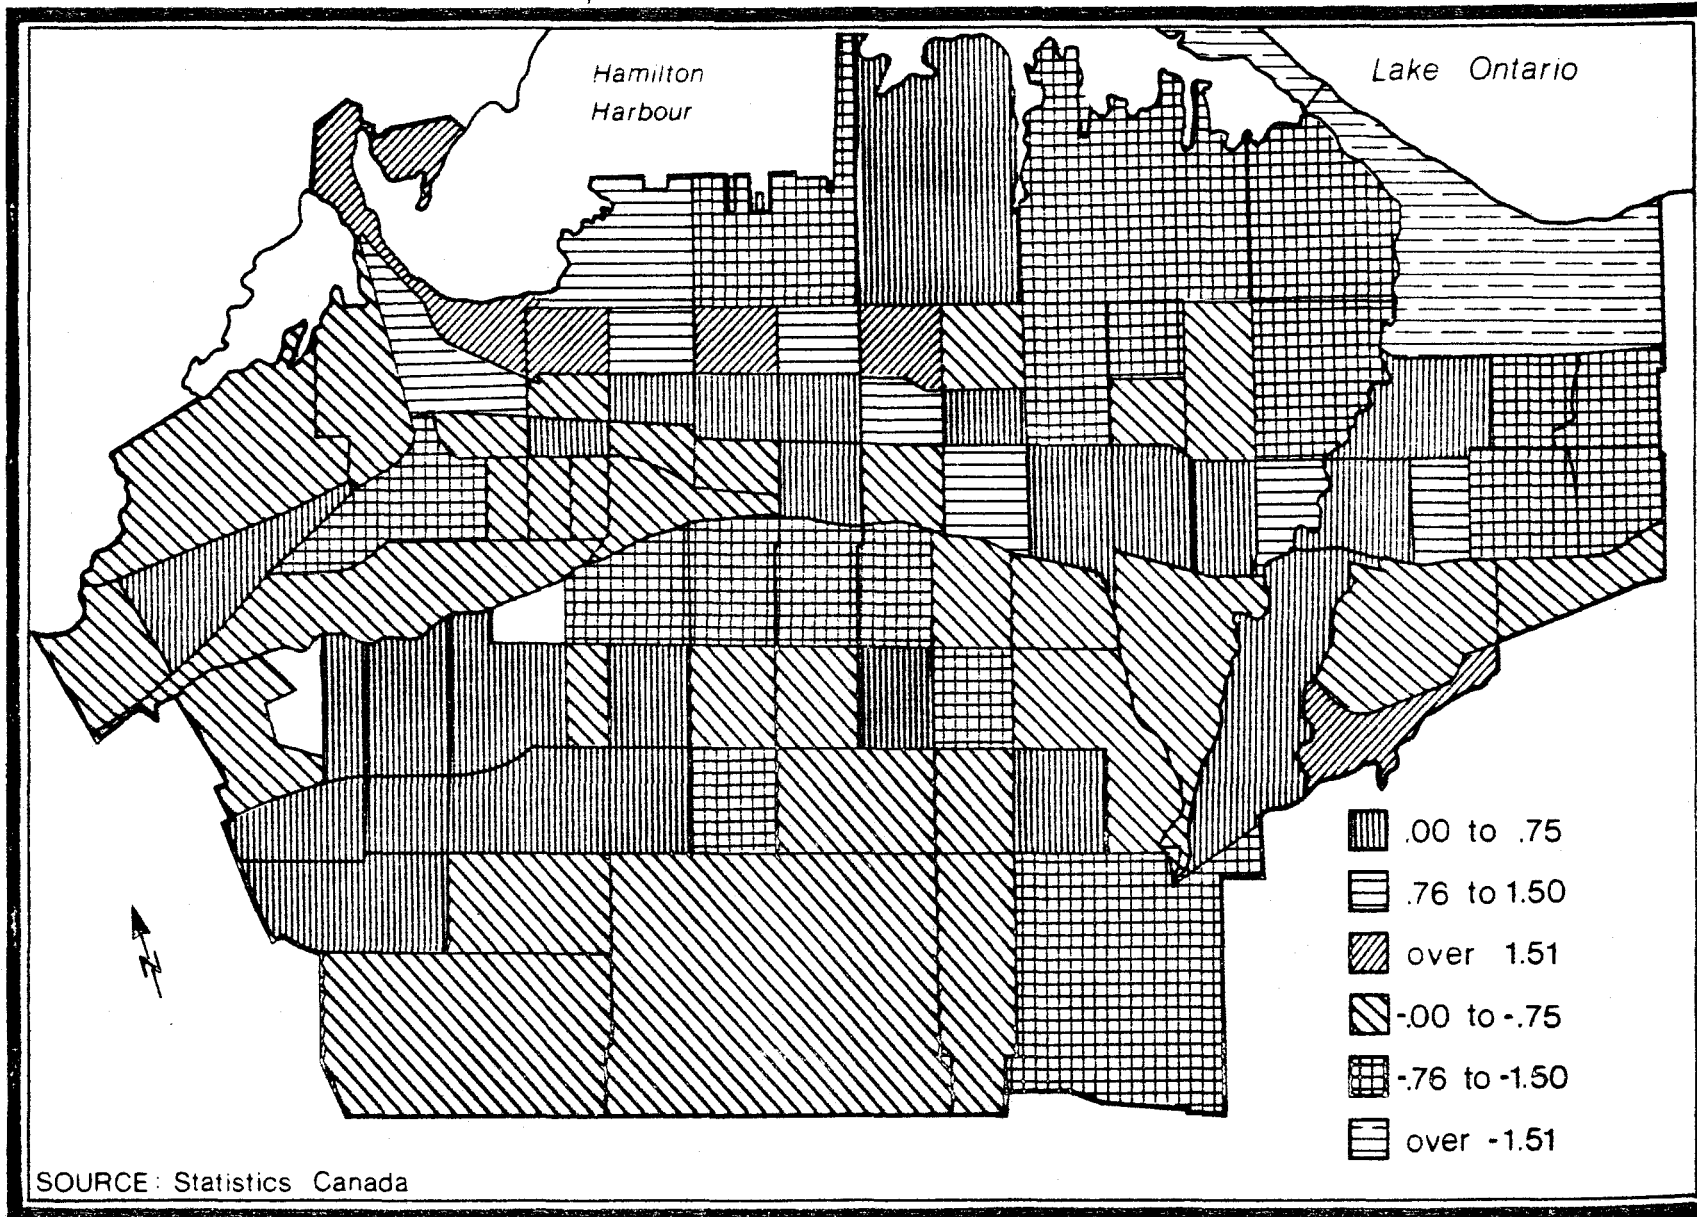 Hamilton
Harbour
Lake Ontario
.00 to .75
.76 to 1.50
over 1.51
-.00 to -.75
-.76 to -1.50
over -1.51
SOURCE: Statistics Canada